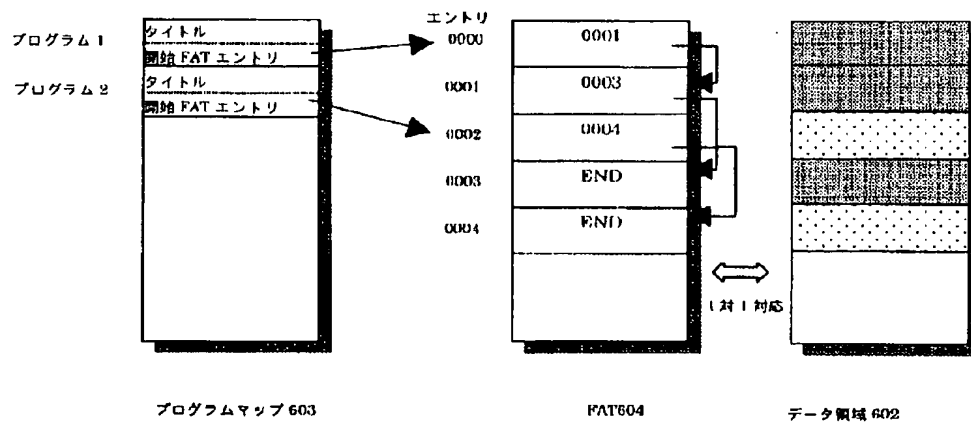 プログラム 1
タイトル
開始 FAT エントリ
プログラム 2
タイトル
開始 FAT エントリ
エントリ
0000
0001
0002
0003
0004
0001
0003
0004
END
END
1 対 1 対応
プログラムマップ 603
FAT604
データ領域 602